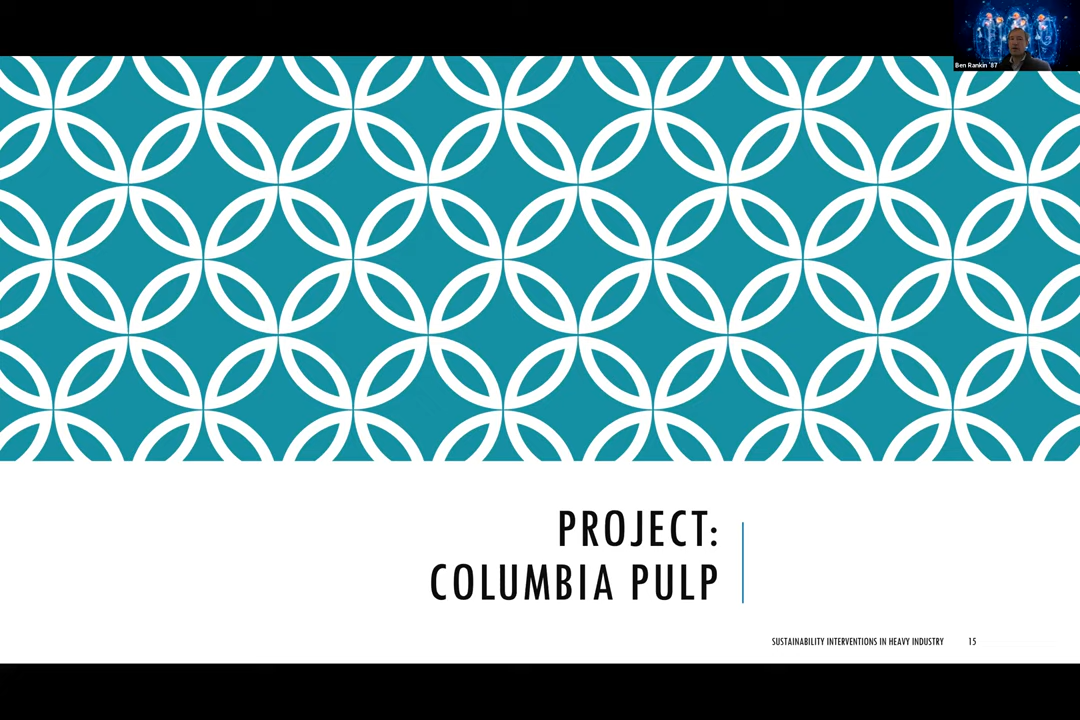 Ben Rankin '87
PROJECT:
COLUMBIA PULP
SUSTAINABILITY INTERVENTIONS IN HEAVY INDUSTRY 15